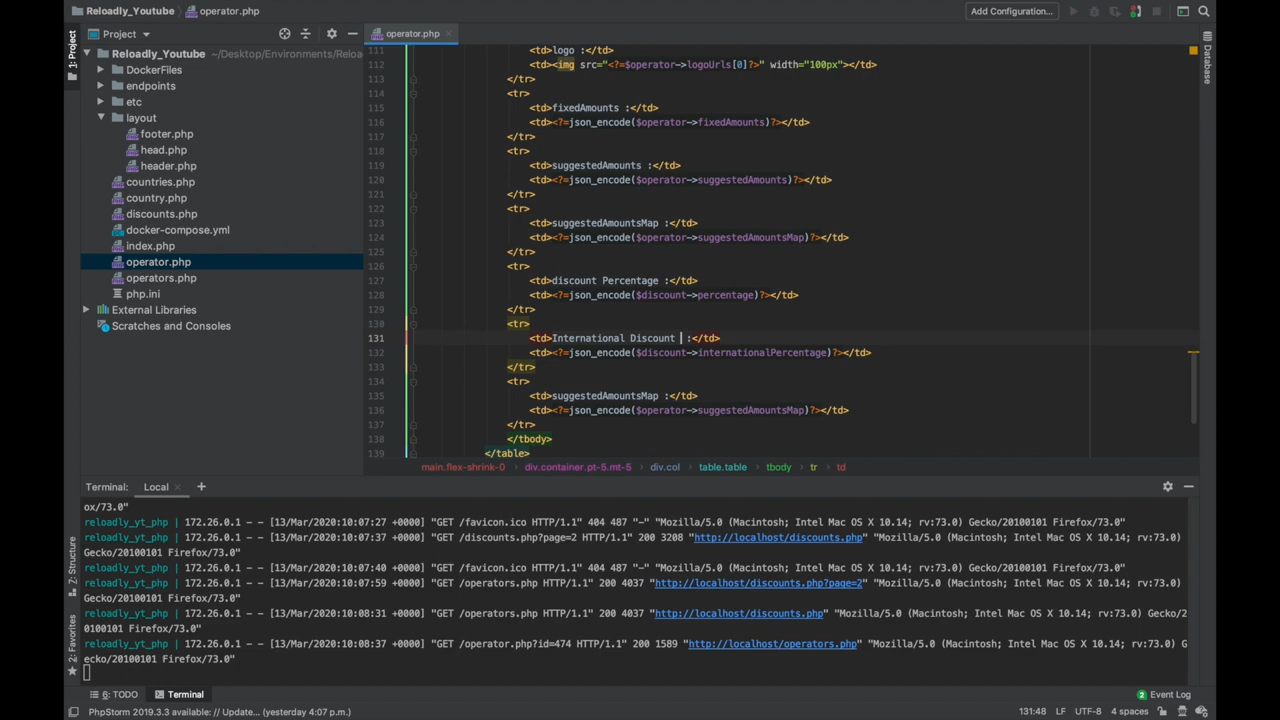 Reloadly_Youtube operator.php
Add Configuration...
Project
operator.php
1: Project
Database
Reloadly_Youtube ~/Desktop/Environments/Reloa
DockerFiles
endpoints
etc
layout
footer.php
head.php
header.php
countries.php
country.php
discounts.php
docker-compose.yml
index.php
operator.php
operators.php
php.ini
External Libraries
Scratches and Consoles
111 <td>logo :</td>
112 <td><img src="<?=$operator->logoUrls[0]?>" width="100px"></td>
113 </tr>
114 <tr>
115 <td>fixedAmounts :</td>
116 <td><?=json_encode($operator->fixedAmounts)?></td>
117 </tr>
118 <tr>
119 <td>suggestedAmounts :</td>
120 <td><?=json_encode($operator->suggestedAmounts)?></td>
121 </tr>
122 <tr>
123 <td>suggestedAmountsMap :</td>
124 <td><?=json_encode($operator->suggestedAmountsMap)?></td>
125 </tr>
126 <tr>
127 <td>discount Percentage :</td>
128 <td><?=json_encode($discount->percentage)?></td>
129 </tr>
130 <tr>
131 <td>International Discount :</td>
132 <td><?=json_encode($discount->internationalPercentage)?></td>
133 </tr>
134 <tr>
135 <td>suggestedAmountsMap :</td>
136 <td><?=json_encode($operator->suggestedAmountsMap)?></td>
137 </tr>
138 </tbody>
139 </table>
main.flex-shrink-0 div.container.pt-5.mt-5 div.col table.table tbody tr td
Terminal: Local
ox/73.0"
reloadly_yt_php | 172.26.0.1 - - [13/Mar/2020:10:07:27 +0000] "GET /favicon.ico HTTP/1.1" 404 487 "-" "Mozilla/5.0 (Macintosh; Intel Mac OS X 10.14; rv:73.0) Gecko/20100101 Firefox/73.0"
reloadly_yt_php | 172.26.0.1 - - [13/Mar/2020:10:07:37 +0000] "GET /discounts.php?page=2 HTTP/1.1" 200 3208 "http://localhost/discounts.php" "Mozilla/5.0 (Macintosh; Intel Mac OS X 10.14; rv:73.0)
Gecko/20100101 Firefox/73.0"
reloadly_yt_php | 172.26.0.1 - - [13/Mar/2020:10:07:40 +0000] "GET /favicon.ico HTTP/1.1" 404 487 "-" "Mozilla/5.0 (Macintosh; Intel Mac OS X 10.14; rv:73.0) Gecko/20100101 Firefox/73.0"
reloadly_yt_php | 172.26.0.1 - - [13/Mar/2020:10:07:59 +0000] "GET /operators.php HTTP/1.1" 200 4037 "http://localhost/discounts.php?page=2" "Mozilla/5.0 (Macintosh; Intel Mac OS X 10.14; rv:73.0)
Gecko/20100101 Firefox/73.0"
reloadly_yt_php | 172.26.0.1 - - [13/Mar/2020:10:08:31 +0000] "GET /operators.php HTTP/1.1" 200 4037 "http://localhost/discounts.php" "Mozilla/5.0 (Macintosh; Intel Mac OS X 10.14; rv:73.0) Gecko/2
0100101 Firefox/73.0"
reloadly_yt_php | 172.26.0.1 - - [13/Mar/2020:10:08:37 +0000] "GET /operator.php?id=474 HTTP/1.1" 200 1589 "http://localhost/operators.php" "Mozilla/5.0 (Macintosh; Intel Mac OS X 10.14; rv:73.0) G
ecko/20100101 Firefox/73.0"
7: Structure
2: Favorites
6: TODO Terminal
2 Event Log
PhpStorm 2019.3.3 available: // Update... (yesterday 4:07 p.m.)
131:48 LF UTF-8 4 spaces